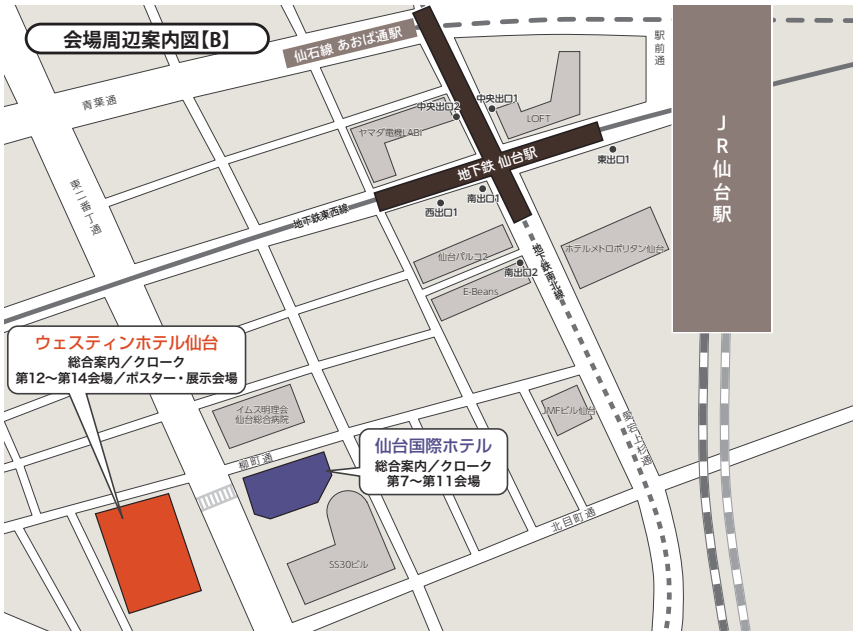 会場周辺案内図【B】
仙石線 あおば通駅
駅前通
青葉通
中央出口2
中央出口1
LOFT
ヤマダ電機LABI
JR仙台駅
地下鉄 仙台駅
東出口1
東二番丁通
南出口1
西出口1
地下鉄東西線
仙台パルコ2
地下鉄南北線
ホテルメトロポリタン仙台
南出口2
E-Beans
ウェスティンホテル仙台
総合案内／クローク
第12〜第14会場／ポスター・展示会場
イムス明理会
仙台総合病院
JMFビル仙台
愛宕上杉通
仙台国際ホテル
総合案内／クローク
第7〜第11会場
柳町通
北目町通
SS30ビル